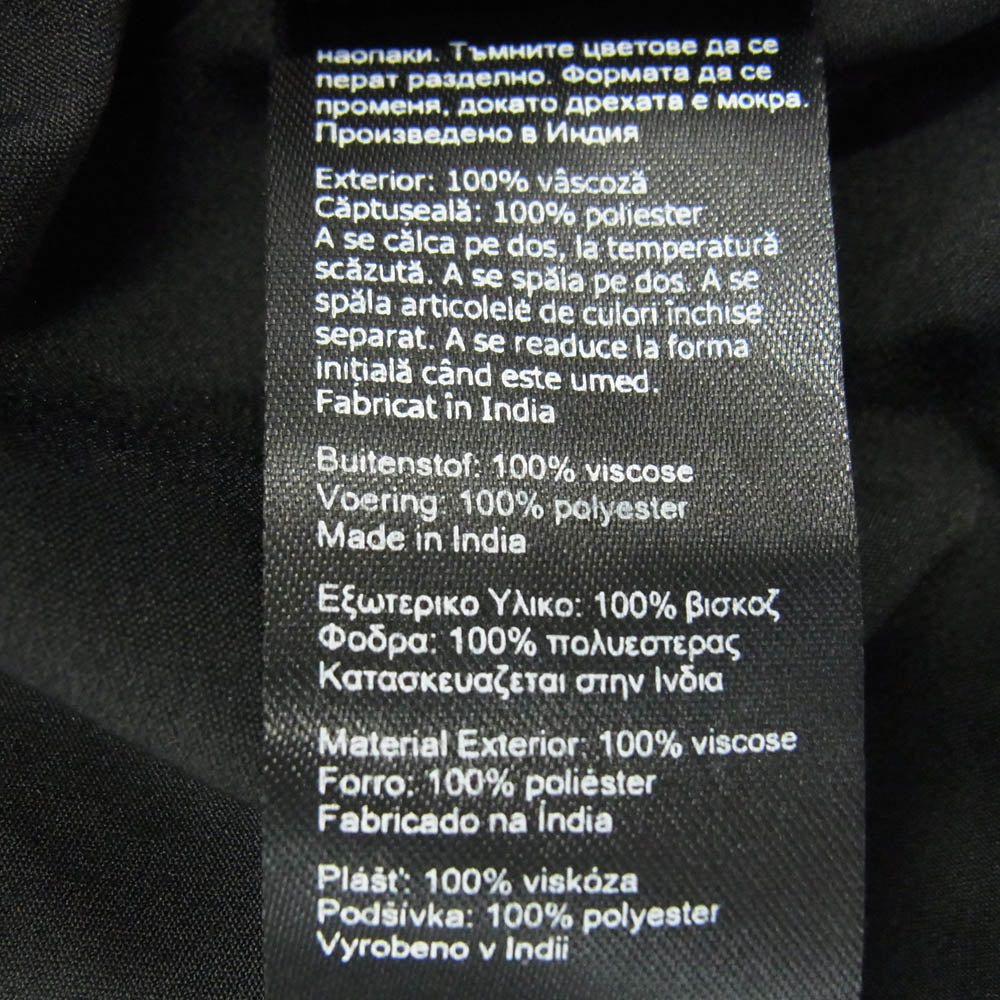 наопаки. Тъмните цветове да се
перат разделно. Формата да се
променя, докато дрехата е мокра.
Произведено в Индия
Exterior: 100% vâscoză
Căptuseală: 100% poliester
A se călca pe dos, la temperatură
scăzută. A se spăla pe dos. A se
spăla articolele de culori închise
separat. A se readuce la forma
inițială când este umed.
Fabricat în India
Buitenstof: 100% viscose
Voering: 100% polyester
Made in India
Εξωτερικο Υλικο: 100% βισκοζ
Φοδρα: 100% πολυεστερας
Κατασκευαζεται στην Ινδια
Material Exterior: 100% viscose
Forro: 100% poliéster
Fabricado na Índia
Plášť: 100% viskóza
Podšívka: 100% polyester
Vyrobeno v Indii